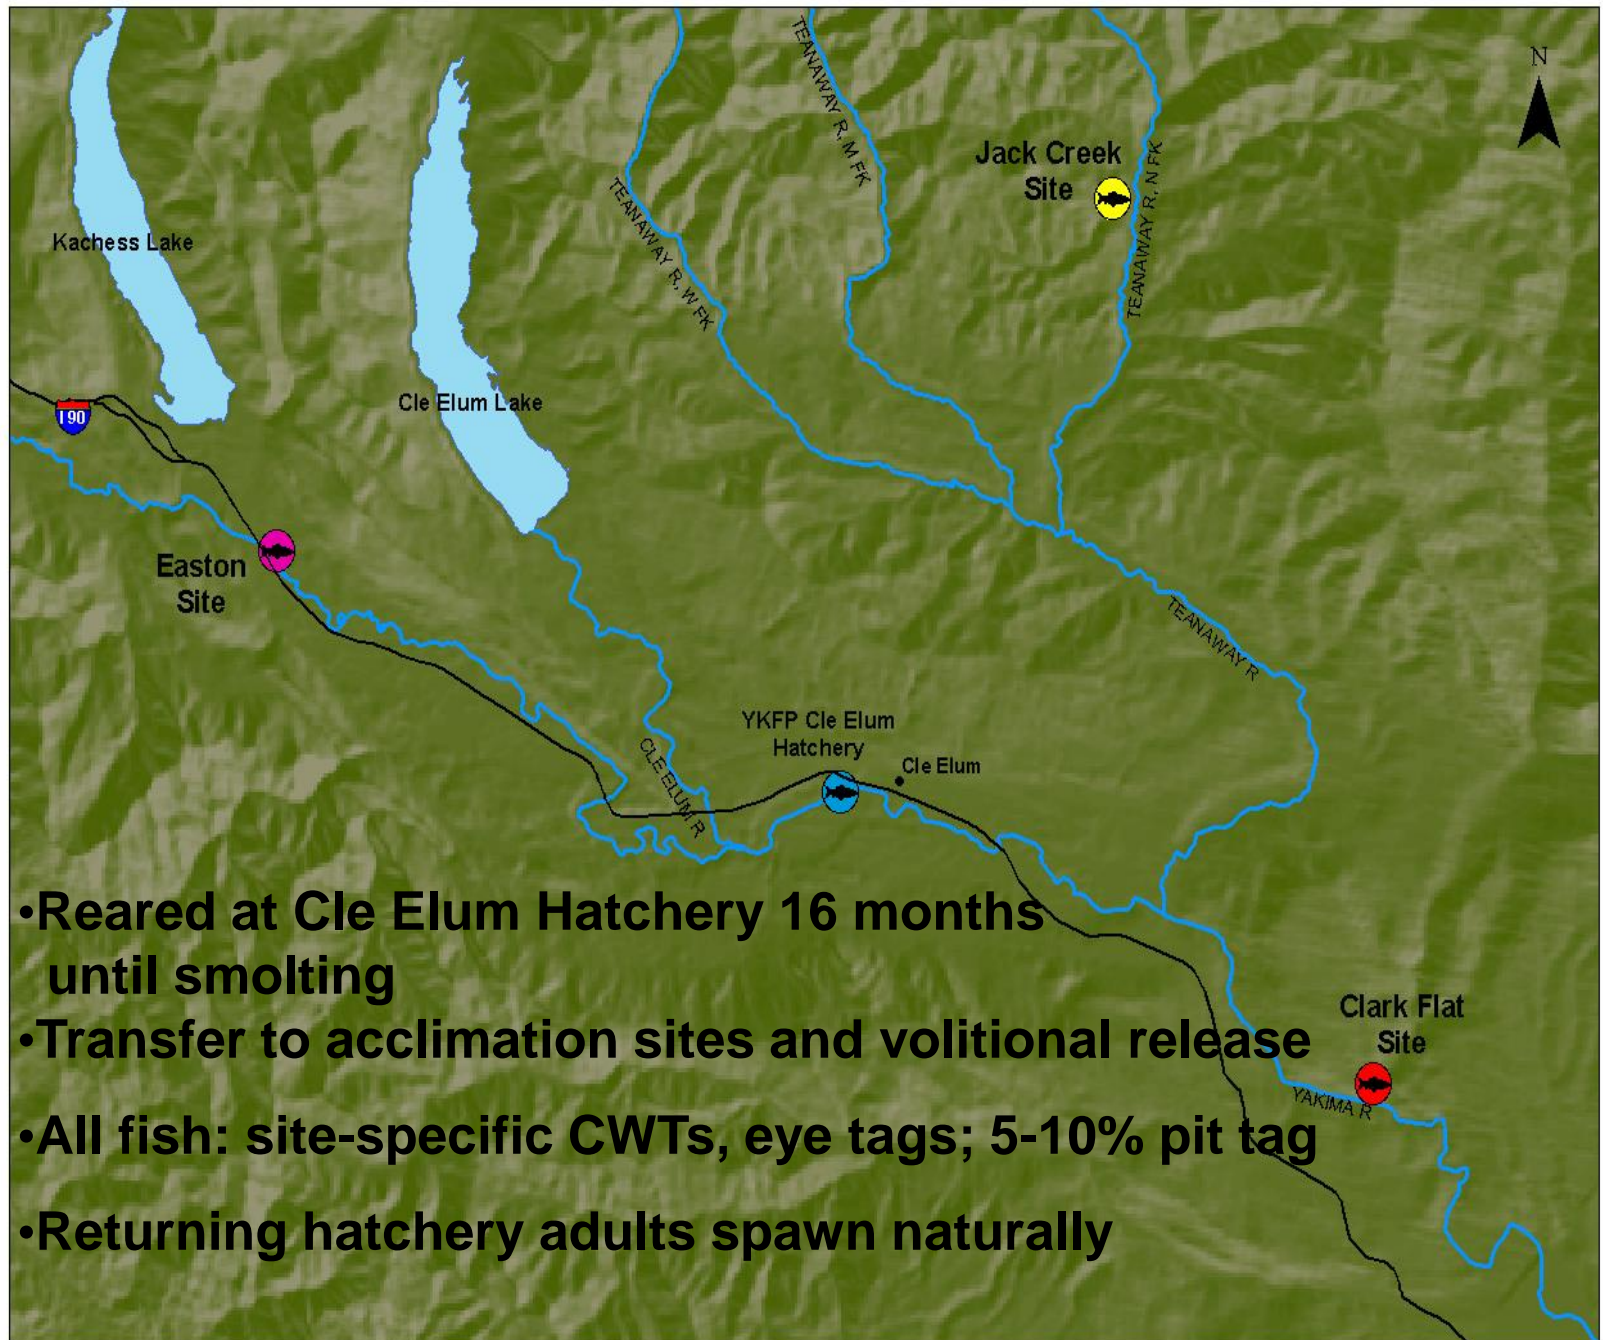 N
TEANAWAY R, M FK
Jack Creek
Site
TEANAWAY R, N FK
TEANAWAY R, W FK
Kachess Lake
Cle Elum Lake
I 90
Easton
Site
TEANAWAY R
YKFP Cle Elum
Hatchery
Cle Elum
CLE ELUM R
•Reared at Cle Elum Hatchery 16 months
until smolting
•Transfer to acclimation sites and volitional release
Clark Flat
Site
YAKIMA R
•All fish: site-specific CWTs, eye tags; 5-10% pit tag
•Returning hatchery adults spawn naturally